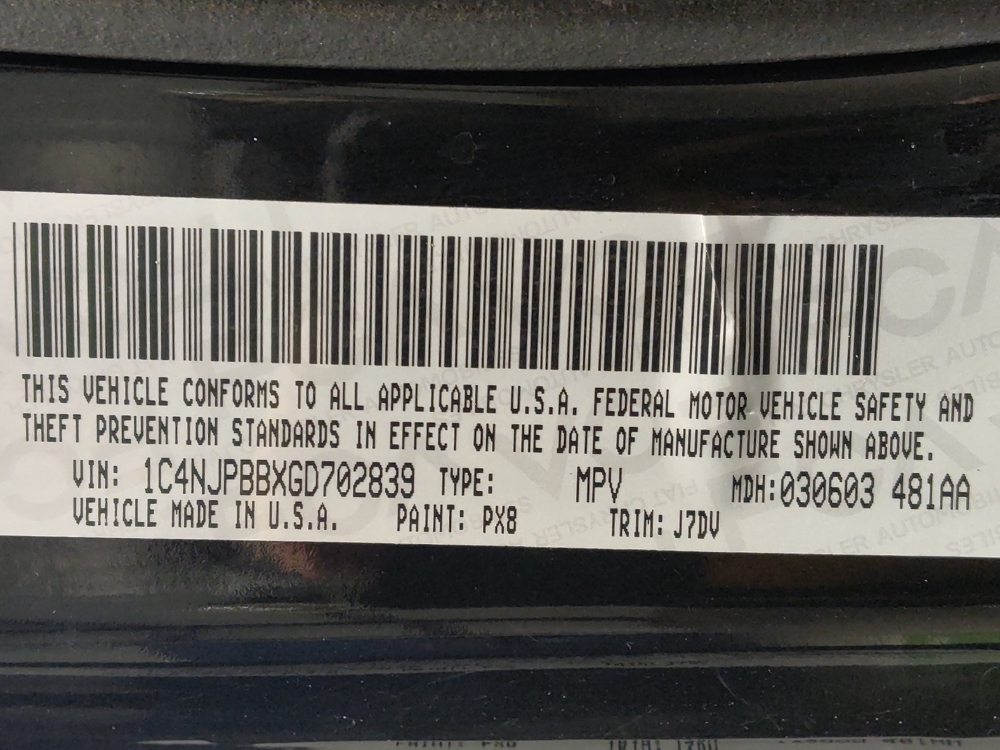 THIS VEHICLE CONFORMS TO ALL APPLICABLE U.S.A. FEDERAL MOTOR VEHICLE SAFETY AND
THEFT PREVENTION STANDARDS IN EFFECT ON THE DATE OF MANUFACTURE SHOWN ABOVE.
VIN: 1C4NJPBBXGD702839 TYPE: MPV MDH:030603 481AA
VEHICLE MADE IN U.S.A. PAINT: PX8 TRIM: J7DV